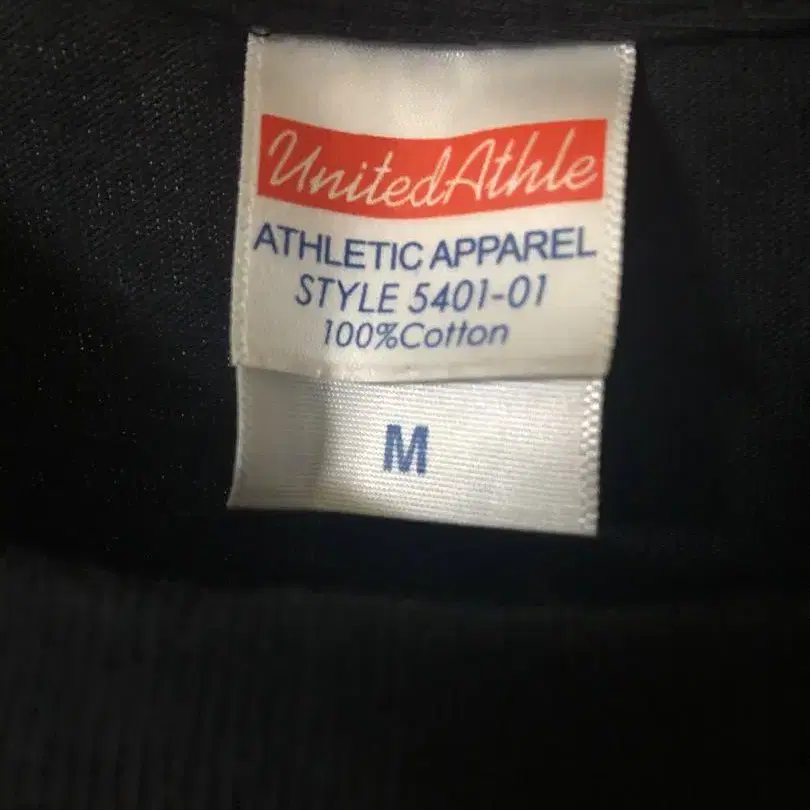 UnitedAthle
ATHLETIC APPAREL
STYLE 5401-01
100%Cotton
M